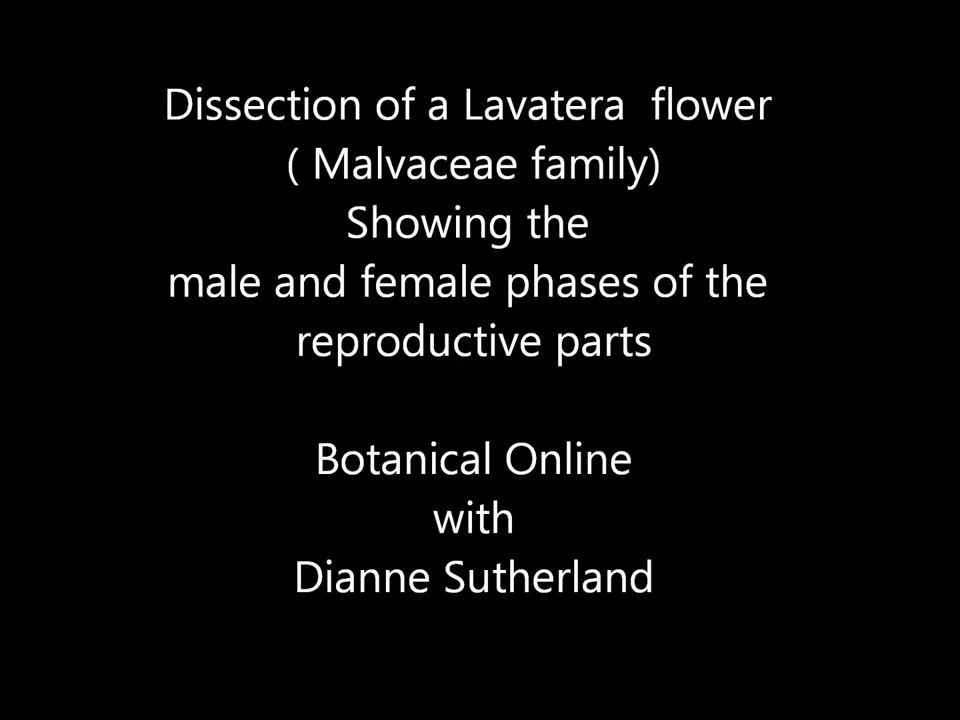 Dissection of a Lavatera  flower
( Malvaceae family)
Showing the
male and female phases of the
reproductive parts
Botanical Online
with
Dianne Sutherland